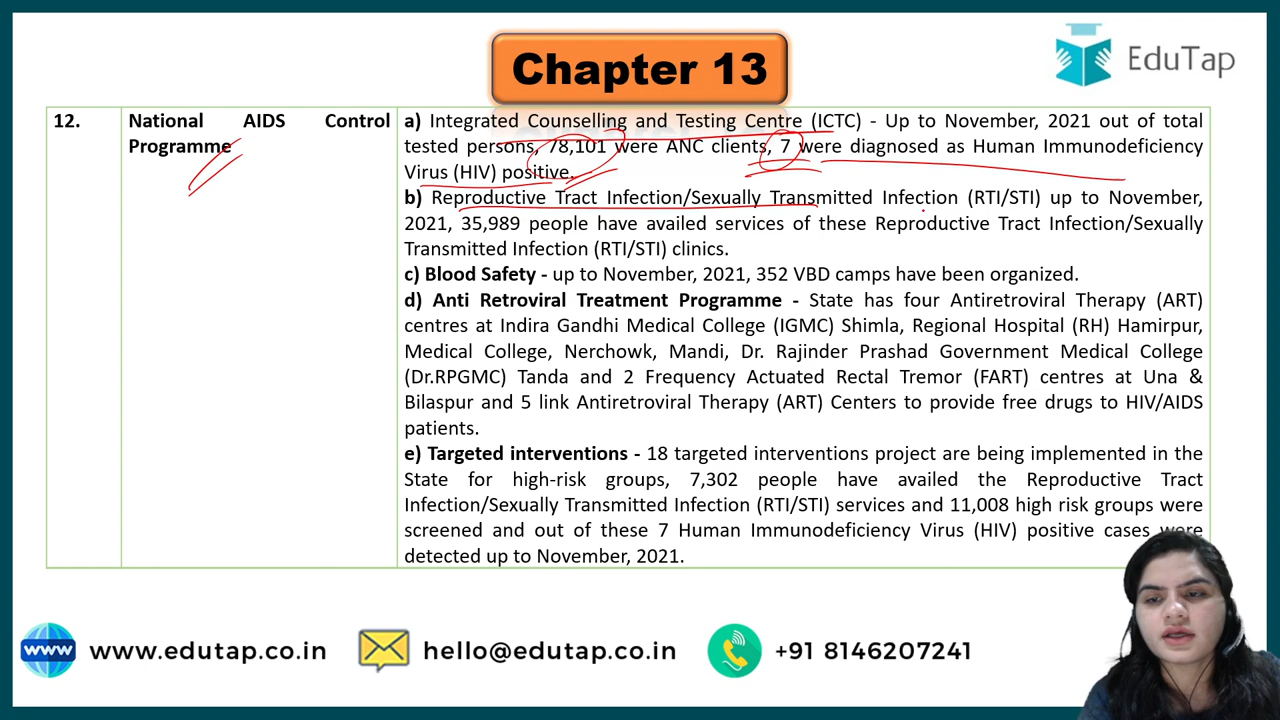 Chapter 13
EduTap
12. National AIDS Control Programme
a) Integrated Counselling and Testing Centre (ICTC) - Up to November, 2021 out of total
tested persons, 78,101 were ANC clients, 7 were diagnosed as Human Immunodeficiency
Virus (HIV) positive.
b) Reproductive Tract Infection/Sexually Transmitted Infection (RTI/STI) up to November,
2021, 35,989 people have availed services of these Reproductive Tract Infection/Sexually
Transmitted Infection (RTI/STI) clinics.
c) Blood Safety - up to November, 2021, 352 VBD camps have been organized.
d) Anti Retroviral Treatment Programme - State has four Antiretroviral Therapy (ART)
centres at Indira Gandhi Medical College (IGMC) Shimla, Regional Hospital (RH) Hamirpur,
Medical College, Nerchowk, Mandi, Dr. Rajinder Prashad Government Medical College
(Dr.RPGMC) Tanda and 2 Frequency Actuated Rectal Tremor (FART) centres at Una &
Bilaspur and 5 link Antiretroviral Therapy (ART) Centers to provide free drugs to HIV/AIDS
patients.
e) Targeted interventions - 18 targeted interventions project are being implemented in the
State for high-risk groups, 7,302 people have availed the Reproductive Tract
Infection/Sexually Transmitted Infection (RTI/STI) services and 11,008 high risk groups were
screened and out of these 7 Human Immunodeficiency Virus (HIV) positive cases were
detected up to November, 2021.
www
www.edutap.co.in
hello@edutap.co.in
+91 8146207241